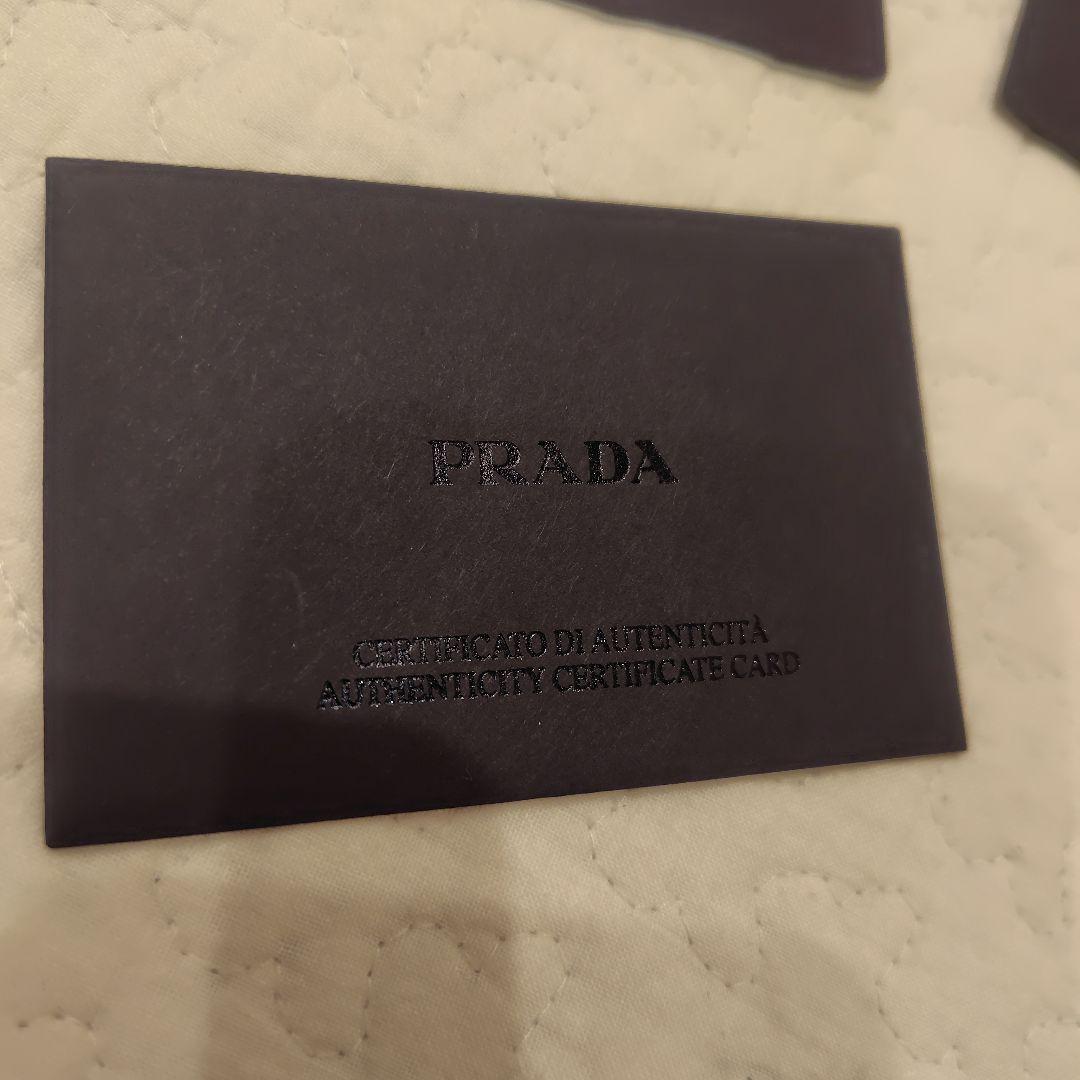 PRADA
CERTIFICATO DI AUTENTICITÀ
AUTHENTICITY CERTIFICATE CARD